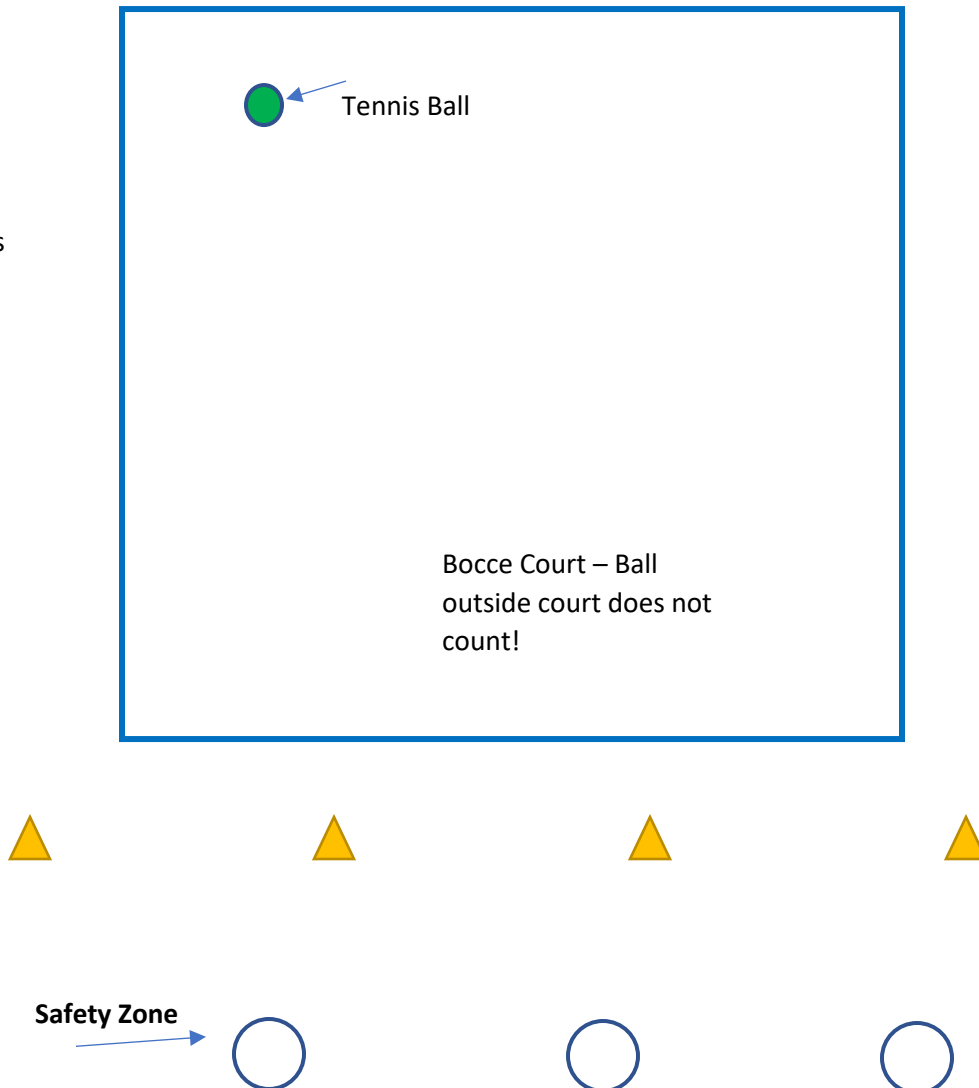 Tennis Ball
s
Bocce Court – Ball
outside court does not
count!
Safety Zone